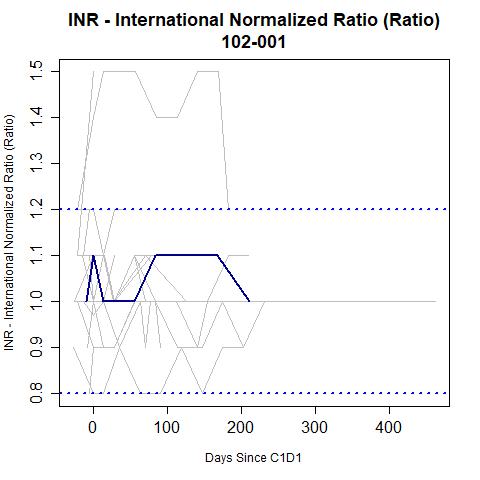 INR - International Normalized Ratio (Ratio)
102-001
INR - International Normalized Ratio (Ratio)
1.5
1.4
1.3
1.2
1.1
1.0
0.9
0.8
0 100 200 300 400
Days Since C1D1